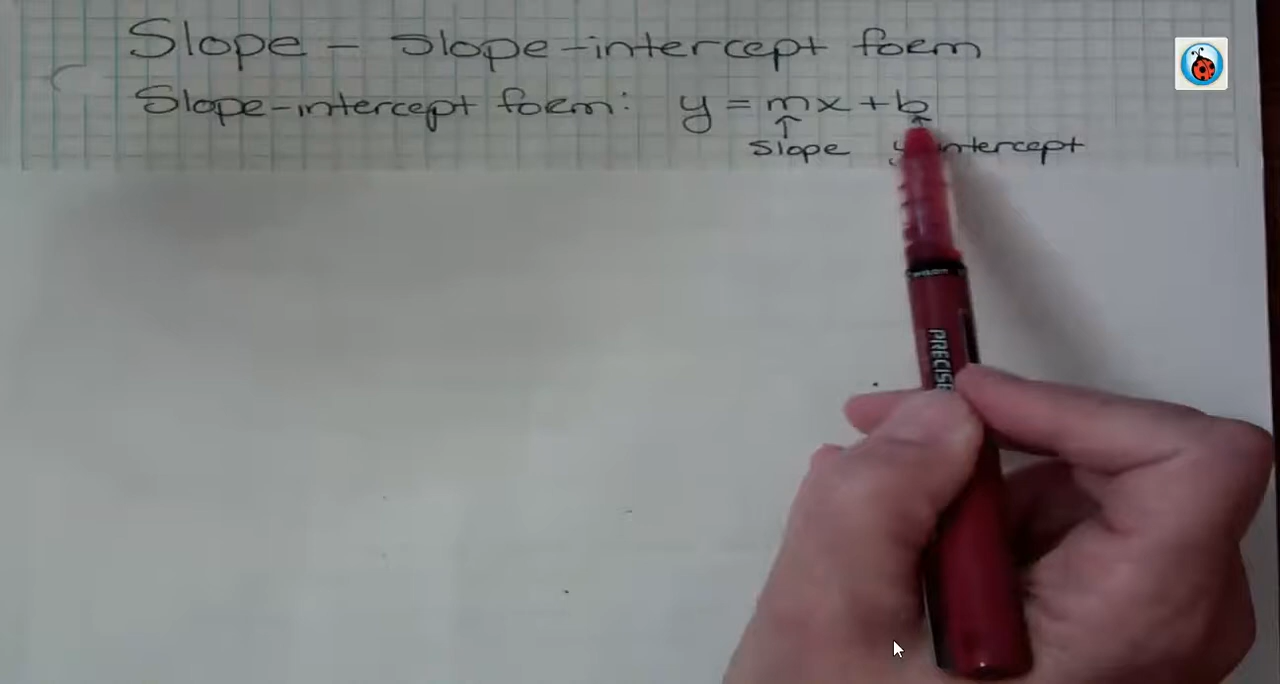 Slope - Slope-intercept form
Slope-intercept form: y = mx + b
slope y-intercept
PRECISE